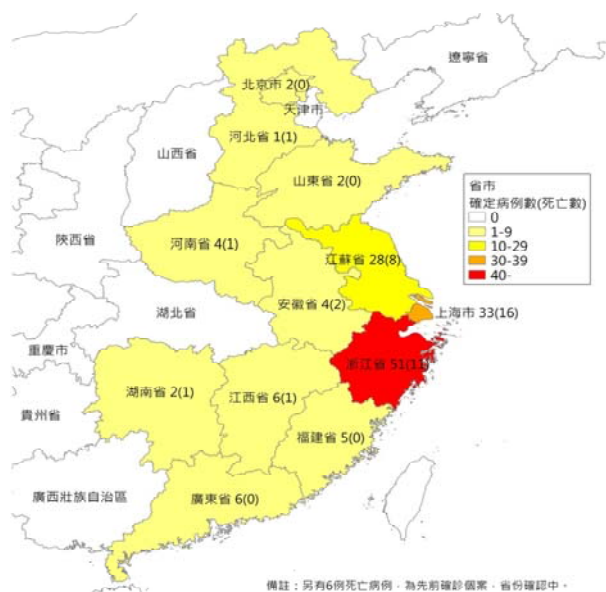 遼寧省
北京市 2(0)
天津市
河北省 1(1)
山西省
山東省 2(0)
省市
確定病例數(死亡數)
0
1-9
10-29
30-39
40-
陝西省
河南省 4(1)
江蘇省 28(8)
安徽省 4(2)
湖北省
上海市 33(16)
重慶市
浙江省 51(11)
湖南省 2(1)
江西省 6(1)
貴州省
福建省 5(0)
廣西壯族自治區
廣東省 6(0)
備註：另有6例死亡病例，為先前確診個案，省份確認中。